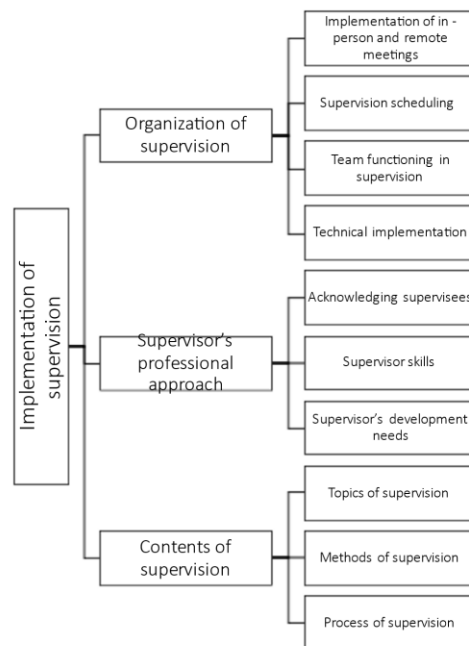 Implementation of
supervision
Organization of
supervision
Implementation of in -
person and remote
meetings
Supervision scheduling
Team functioning in
supervision
Technical implementation
Supervisor's
professional
approach
Acknowledging supervisees
Supervisor skills
Supervisor's development
needs
Contents of
supervision
Topics of supervision
Methods of supervision
Process of supervision